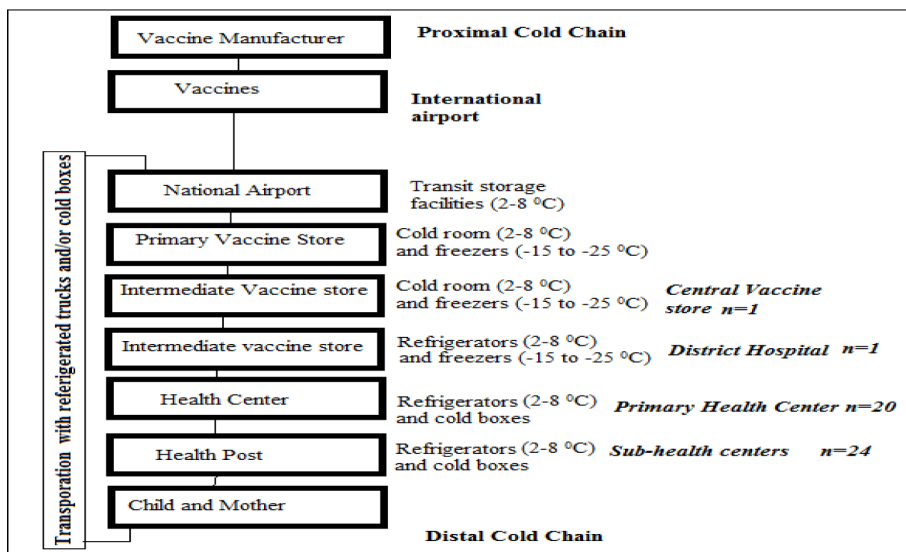 Vaccine Manufacturer
Proximal Cold Chain
Vaccines
International
airport
Transporation with referigerated trucks and/or cold boxes
National Airport
Transit storage
facilities (2-8 ⁰C)
Primary Vaccine Store
Cold room (2-8 ⁰C)
and freezers (-15 to -25 ⁰C)
Intermediate Vaccine store
Cold room (2-8 ⁰C)
and freezers (-15 to -25 ⁰C)
Central Vaccine
store n=1
Intermediate vaccine store
Refrigerators (2-8 ⁰C)
and freezers (-15 to -25 ⁰C)
District Hospital n=1
Health Center
Refrigerators (2-8 ⁰C)
and cold boxes
Primary Health Center n=20
Health Post
Refrigerators (2-8 ⁰C)
and cold boxes
Sub-health centers n=24
Child and Mother
Distal Cold Chain